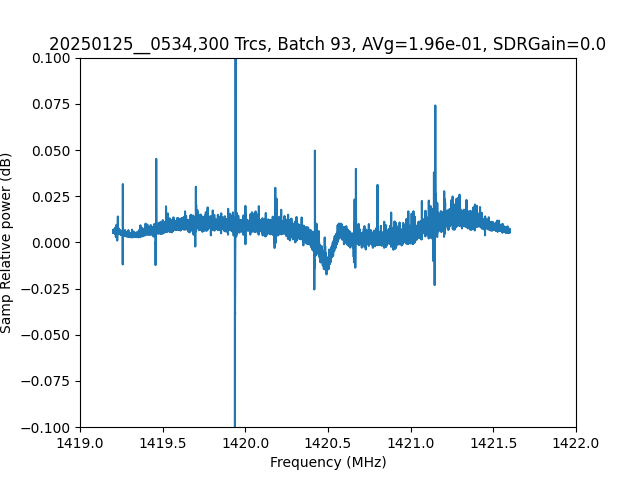 20250125__0534,300 Trcs, Batch 93, AVg=1.96e-01, SDRGain=0.0
0.100
0.075
0.050
0.025
0.000
−0.025
−0.050
−0.075
−0.100
Samp Relative power (dB)
1419.0 1419.5 1420.0 1420.5 1421.0 1421.5 1422.0
Frequency (MHz)